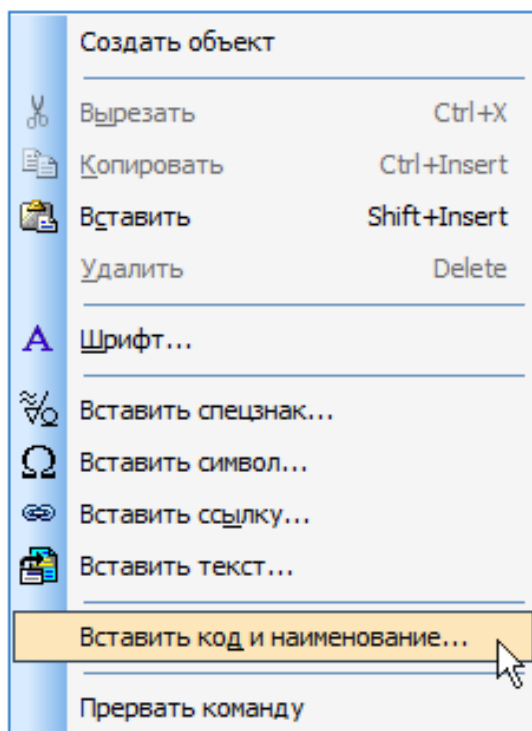 Создать объект
Вырезать Ctrl+X
Копировать Ctrl+Insert
Вставить Shift+Insert
Удалить Delete
Шрифт...
Вставить спецзнак...
Вставить символ...
Вставить ссылку...
Вставить текст...
Вставить код и наименование...
Прервать команду